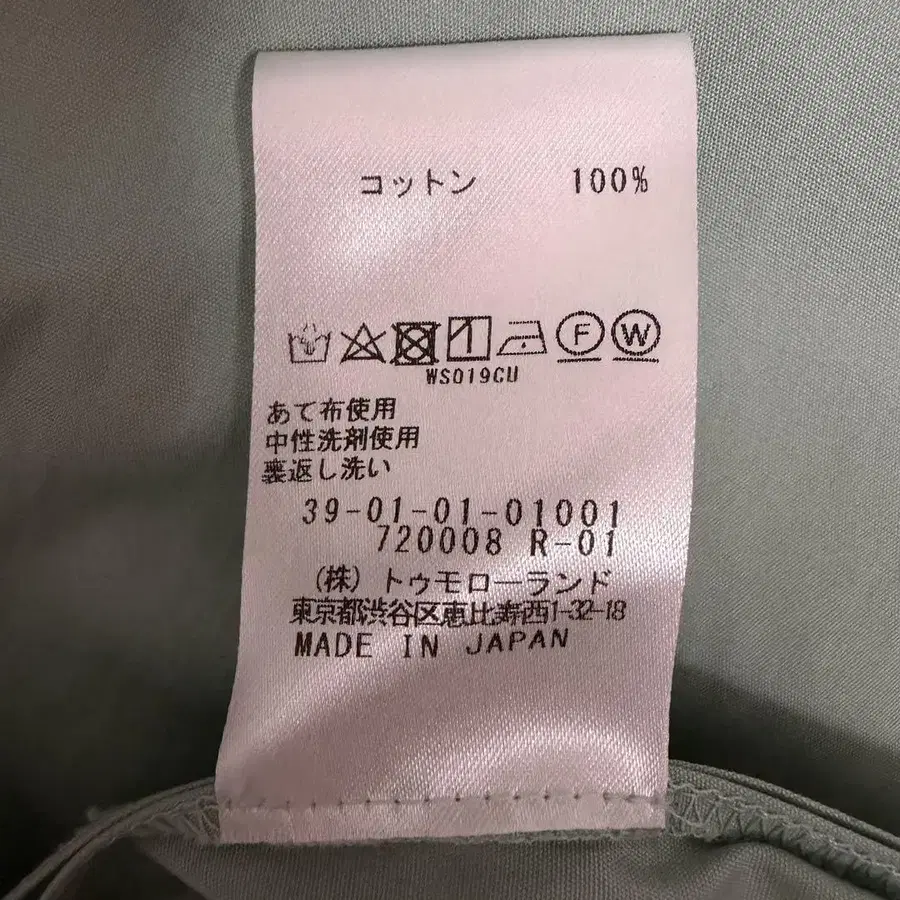 コットン 100%
F W
WS019CU
あて布使用
中性洗剤使用
裏返し洗い
39-01-01-01001
720008 R-01
(株)トゥモローランド
東京都渋谷区恵比寿西1-32-18
MADE IN JAPAN